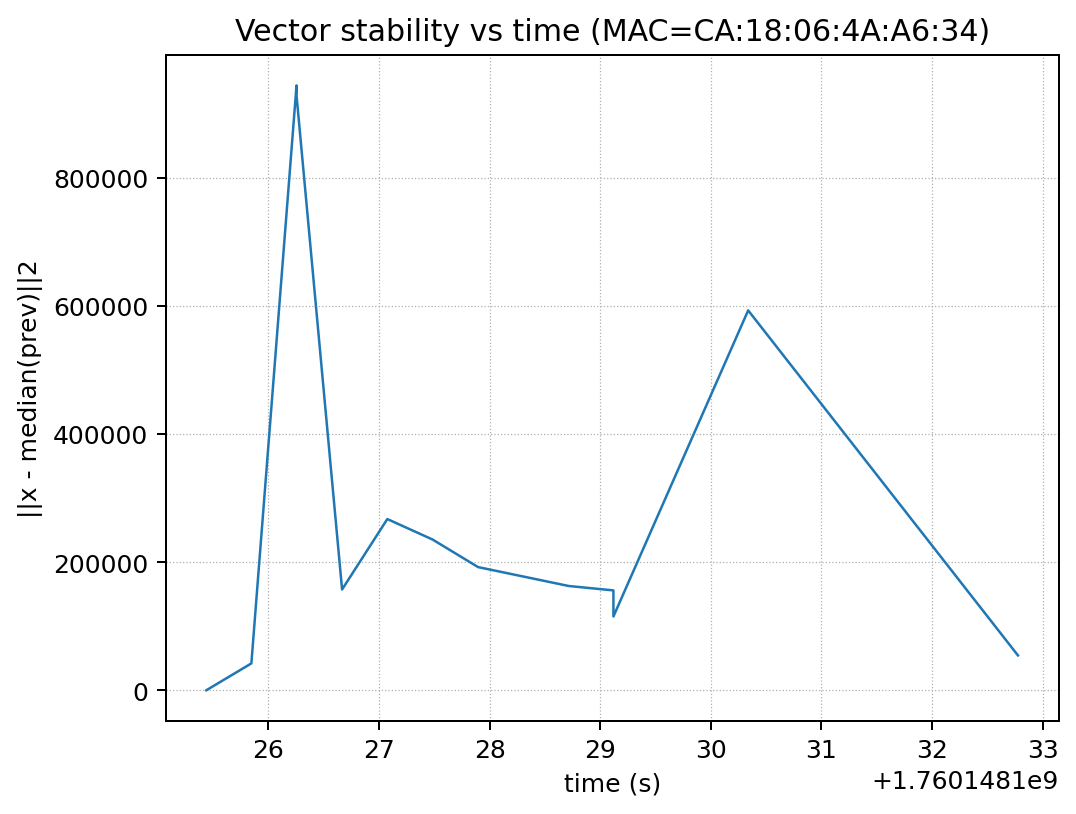 Vector stability vs time (MAC=CA:18:06:4A:A6:34)
||x - median(prev)||2
800000
600000
400000
200000
0
26 27 28 29 30 31 32 33
time (s)
+1.7601481e9